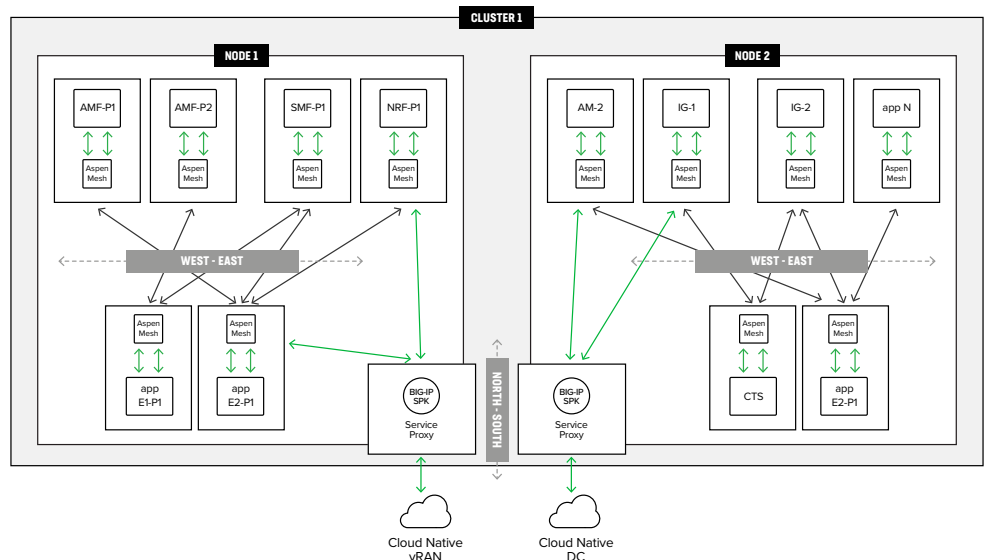 CLUSTER 1
NODE 1
NODE 2
AMF-P1
AMF-P2
SMF-P1
NRF-P1
AM-2
IG-1
IG-2
app N
Aspen
Mesh
Aspen
Mesh
Aspen
Mesh
Aspen
Mesh
Aspen
Mesh
Aspen
Mesh
Aspen
Mesh
Aspen
Mesh
WEST - EAST
WEST - EAST
Aspen
Mesh
Aspen
Mesh
Aspen
Mesh
Aspen
Mesh
app
E1-P1
app
E2-P1
CTS
app
E2-P1
BIG-IP
SPK
Service
Proxy
NORTH - SOUTH
BIG-IP
SPK
Service
Proxy
Cloud Native
vRAN
Cloud Native
DC